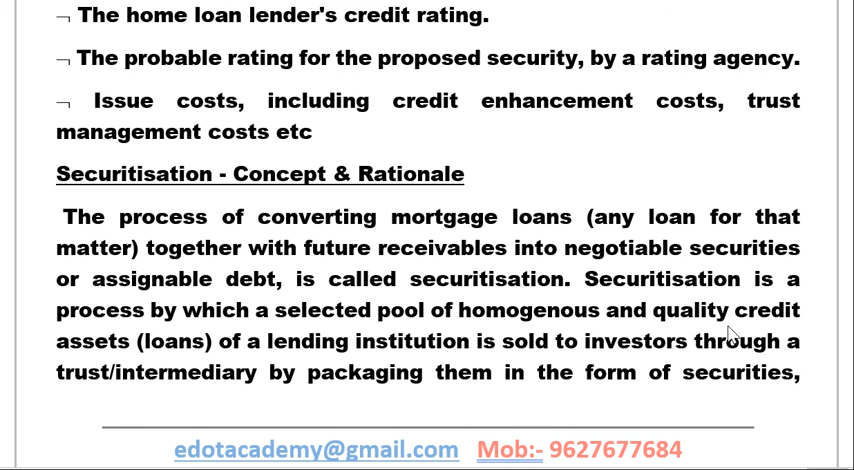 ¬ The home loan lender's credit rating.
¬ The probable rating for the proposed security, by a rating agency.
¬ Issue costs, including credit enhancement costs, trust
management costs etc
Securitisation - Concept & Rationale
The process of converting mortgage loans (any loan for that
matter) together with future receivables into negotiable securities
or assignable debt, is called securitisation. Securitisation is a
process by which a selected pool of homogenous and quality credit
assets (loans) of a lending institution is sold to investors through a
trust/intermediary by packaging them in the form of securities,
edotacademy@gmail.com Mob:- 9627677684